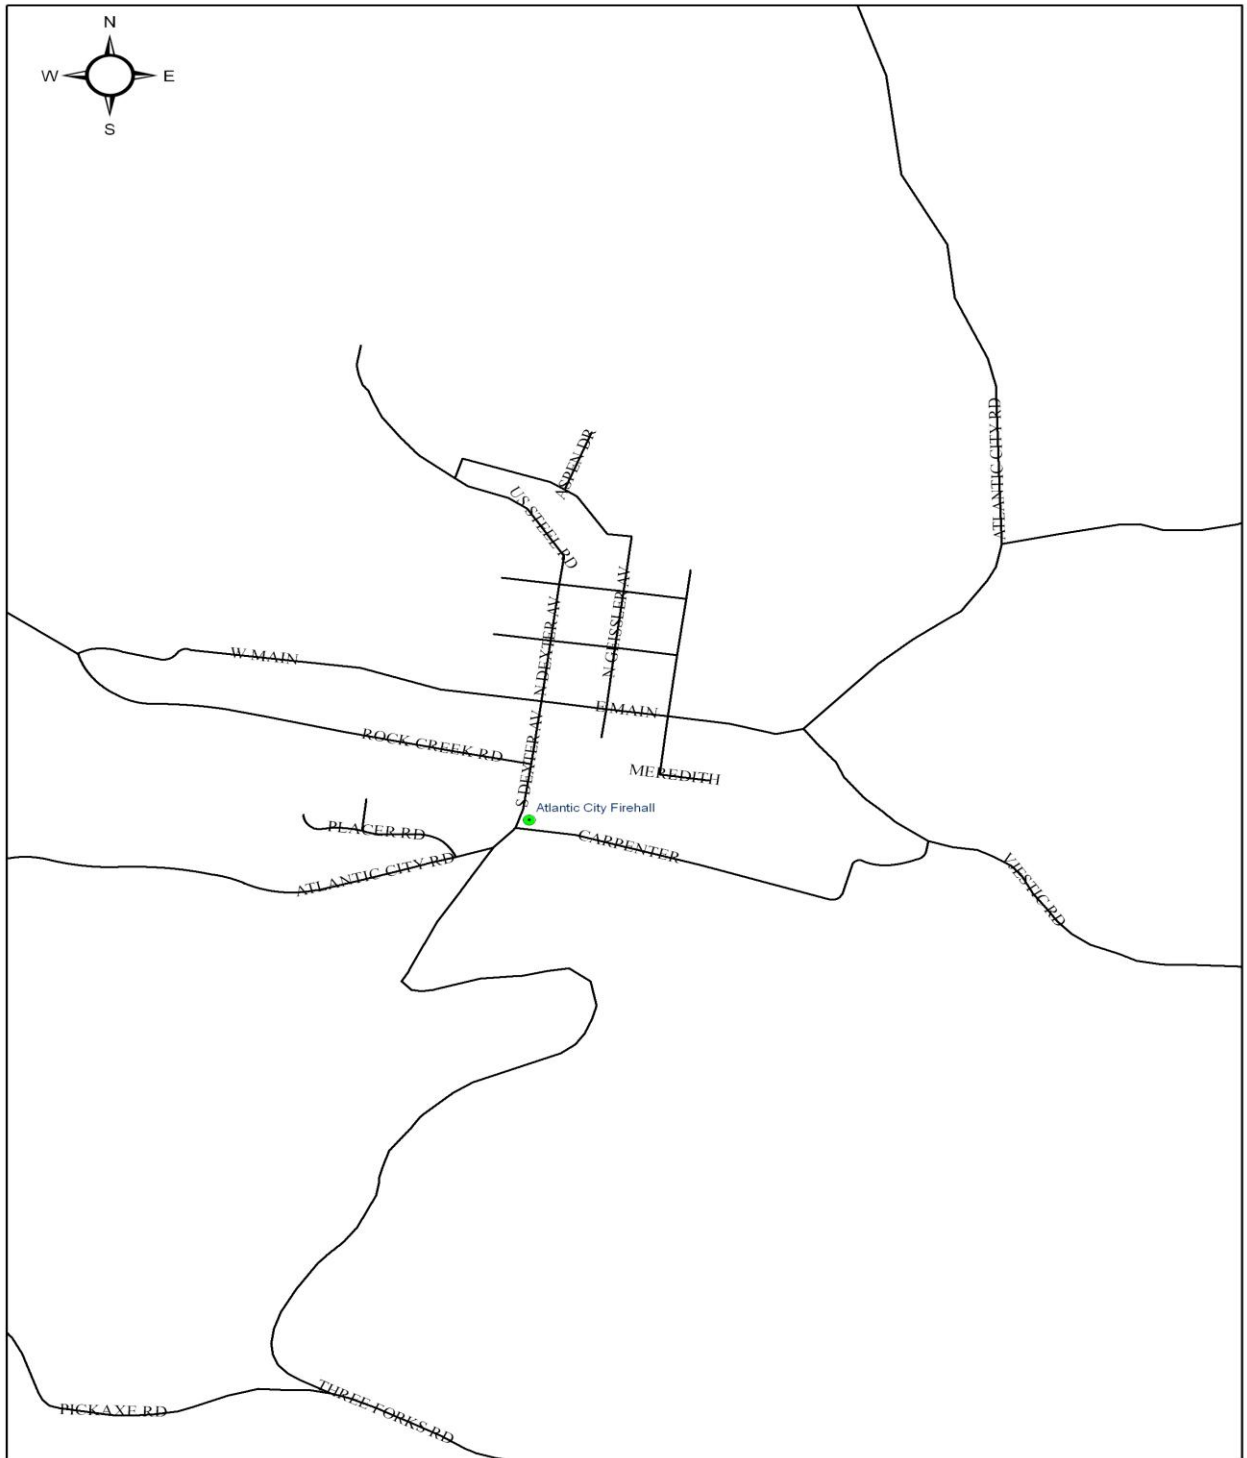 N
W E
S
ATLANTIC CITY RD
ASPEN DR
US STEEL RD
N GEISSLER AV
N DEXTER AV
W MAIN
E MAIN
S DEXTER AV
ROCK CREEK RD
MEREDITH
Atlantic City Firehall
PLACER RD
CARPENTER
ATLANTIC CITY RD
VJESTIC RD
THREE FORKS RD
PICKAXE RD